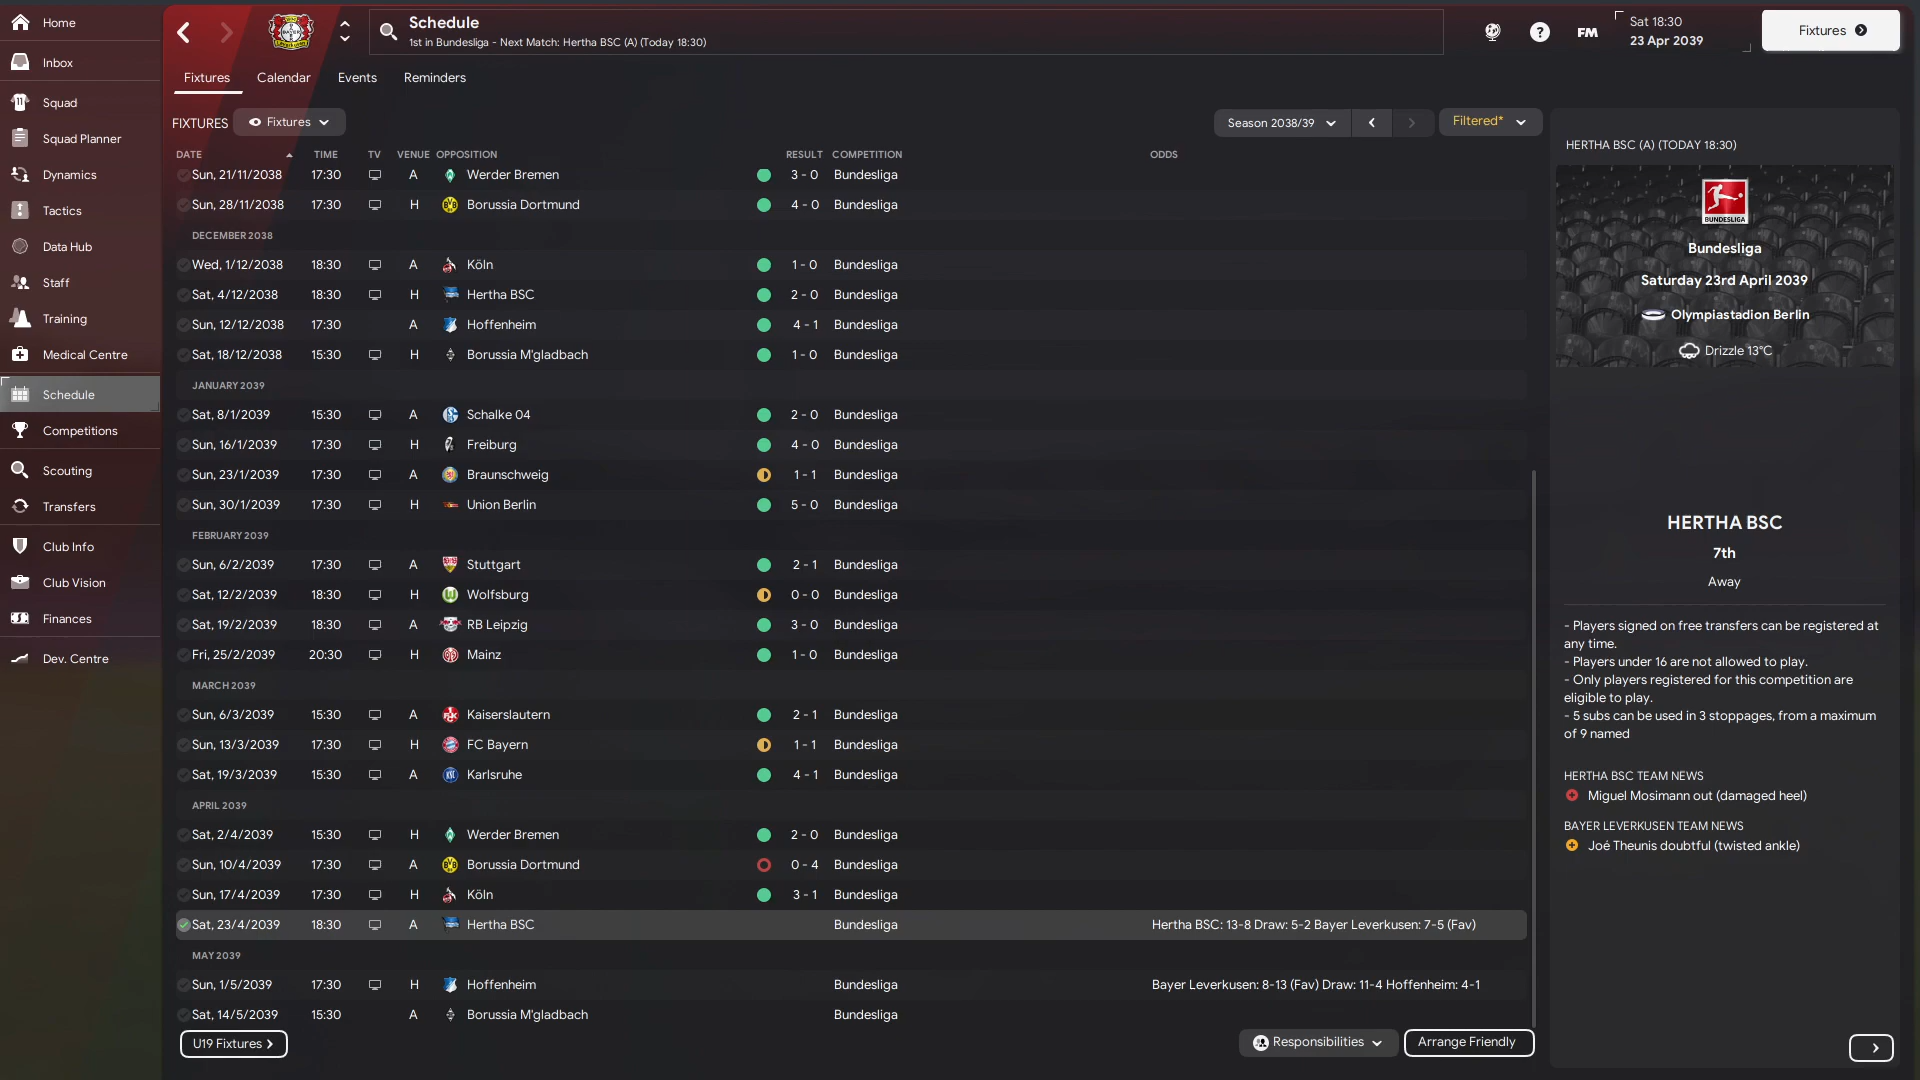 Home
Inbox
Squad
Squad Planner
Dynamics
Tactics
Data Hub
Staff
Training
Medical Centre
Schedule
Competitions
Scouting
Transfers
Club Info
Club Vision
Finances
Dev. Centre
Schedule
1st in Bundesliga - Next Match: Hertha BSC (A) (Today 18:30)
FM
Sat 18:30
23 Apr 2039
Fixtures
Fixtures Calendar Events Reminders
FIXTURES Fixtures Season 2038/39 Filtered*
DATE TIME TV VENUE OPPOSITION RESULT COMPETITION ODDS
Sun, 21/11/2038 17:30 A Werder Bremen 3 - 0 Bundesliga
Sun, 28/11/2038 17:30 H Borussia Dortmund 4 - 0 Bundesliga
DECEMBER 2038
Wed, 1/12/2038 18:30 A Köln 1 - 0 Bundesliga
Sat, 4/12/2038 18:30 H Hertha BSC 2 - 0 Bundesliga
Sun, 12/12/2038 17:30 A Hoffenheim 4 - 1 Bundesliga
Sat, 18/12/2038 15:30 H Borussia M'gladbach 1 - 0 Bundesliga
JANUARY 2039
Sat, 8/1/2039 15:30 A Schalke 04 2 - 0 Bundesliga
Sun, 16/1/2039 17:30 H Freiburg 4 - 0 Bundesliga
Sun, 23/1/2039 17:30 A Braunschweig 1 - 1 Bundesliga
Sun, 30/1/2039 17:30 H Union Berlin 5 - 0 Bundesliga
FEBRUARY 2039
Sun, 6/2/2039 17:30 A Stuttgart 2 - 1 Bundesliga
Sat, 12/2/2039 18:30 H Wolfsburg 0 - 0 Bundesliga
Sat, 19/2/2039 18:30 A RB Leipzig 3 - 0 Bundesliga
Fri, 25/2/2039 20:30 H Mainz 1 - 0 Bundesliga
MARCH 2039
Sun, 6/3/2039 15:30 A Kaiserslautern 2 - 1 Bundesliga
Sun, 13/3/2039 17:30 H FC Bayern 1 - 1 Bundesliga
Sat, 19/3/2039 15:30 A Karlsruhe 4 - 1 Bundesliga
APRIL 2039
Sat, 2/4/2039 15:30 H Werder Bremen 2 - 0 Bundesliga
Sun, 10/4/2039 17:30 A Borussia Dortmund 0 - 4 Bundesliga
Sun, 17/4/2039 17:30 H Köln 3 - 1 Bundesliga
Sat, 23/4/2039 18:30 A Hertha BSC Bundesliga Hertha BSC: 13-8 Draw: 5-2 Bayer Leverkusen: 7-5 (Fav)
MAY 2039
Sun, 1/5/2039 17:30 H Hoffenheim Bundesliga Bayer Leverkusen: 8-13 (Fav) Draw: 11-4 Hoffenheim: 4-1
Sat, 14/5/2039 15:30 A Borussia M'gladbach Bundesliga
U19 Fixtures Responsibilities Arrange Friendly
HERTHA BSC (A) (TODAY 18:30)
BUNDESLIGA
Bundesliga
Saturday 23rd April 2039
Olympiastadion Berlin
Drizzle 13°C
HERTHA BSC
7th
Away
- Players signed on free transfers can be registered at
any time.
- Players under 16 are not allowed to play.
- Only players registered for this competition are
eligible to play.
- 5 subs can be used in 3 stoppages, from a maximum
of 9 named
HERTHA BSC TEAM NEWS
Miguel Mosimann out (damaged heel)
BAYER LEVERKUSEN TEAM NEWS
Joé Theunis doubtful (twisted ankle)